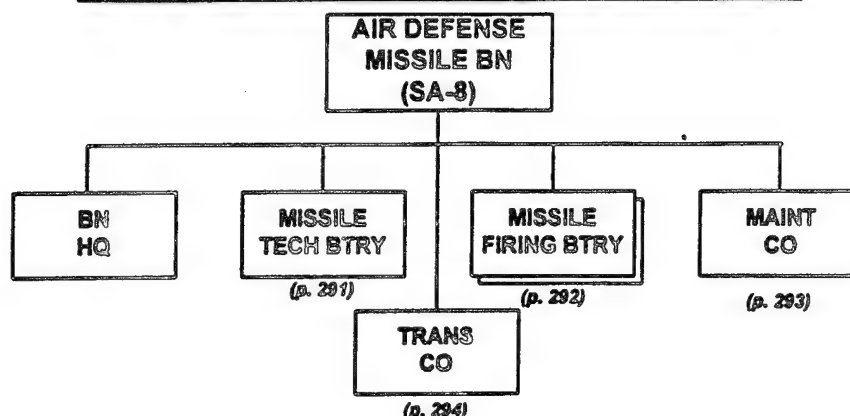 AIR DEFENSE
MISSILE BN
(SA-8)
BN
HQ
MISSILE
TECH BTRY
(p. 291)
MISSILE
FIRING BTRY
(p. 292)
MAINT
CO
(p. 293)
TRANS
CO
(p. 294)